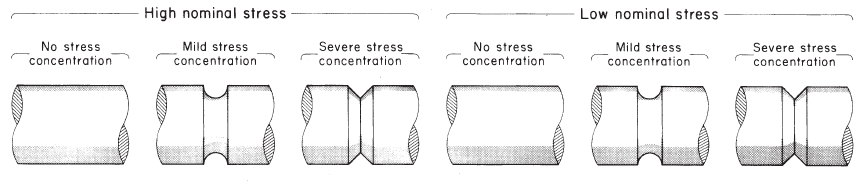 High nominal stress
Low nominal stress
No stress
concentration
Mild stress
concentration
Severe stress
concentration
No stress
concentration
Mild stress
concentration
Severe stress
concentration